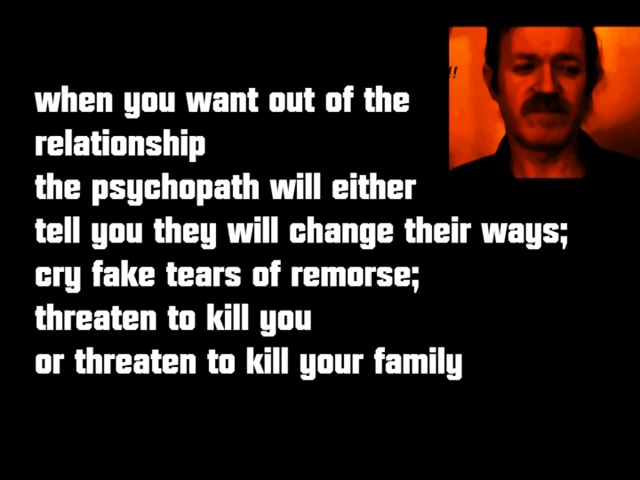 !!
when you want out of the
relationship
the psychopath will either
tell you they will change their ways;
cry fake tears of remorse;
threaten to kill you
or threaten to kill your family